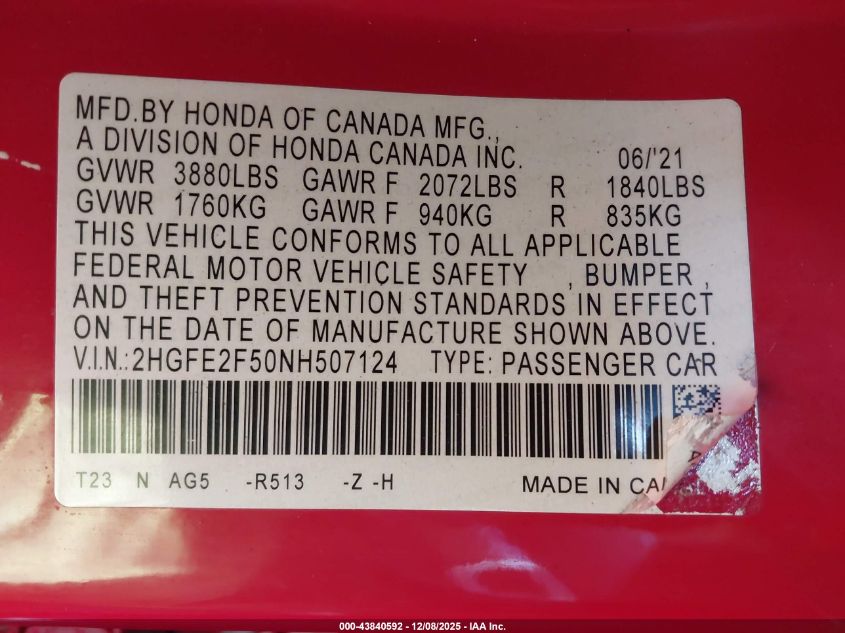 MFD.BY HONDA OF CANADA MFG.,
A DIVISION OF HONDA CANADA INC. 06/'21
GVWR 3880LBS GAWR F 2072LBS R 1840LBS
GVWR 1760KG GAWR F 940KG R 835KG
THIS VEHICLE CONFORMS TO ALL APPLICABLE
FEDERAL MOTOR VEHICLE SAFETY , BUMPER ,
AND THEFT PREVENTION STANDARDS IN EFFECT
ON THE DATE OF MANUFACTURE SHOWN ABOVE.
V.I.N.:2HGFE2F50NH507124 TYPE: PASSENGER CAR
T23 N AG5 -R513 -Z -H MADE IN
000-43840592 - 12/08/2025 - IAA Inc.